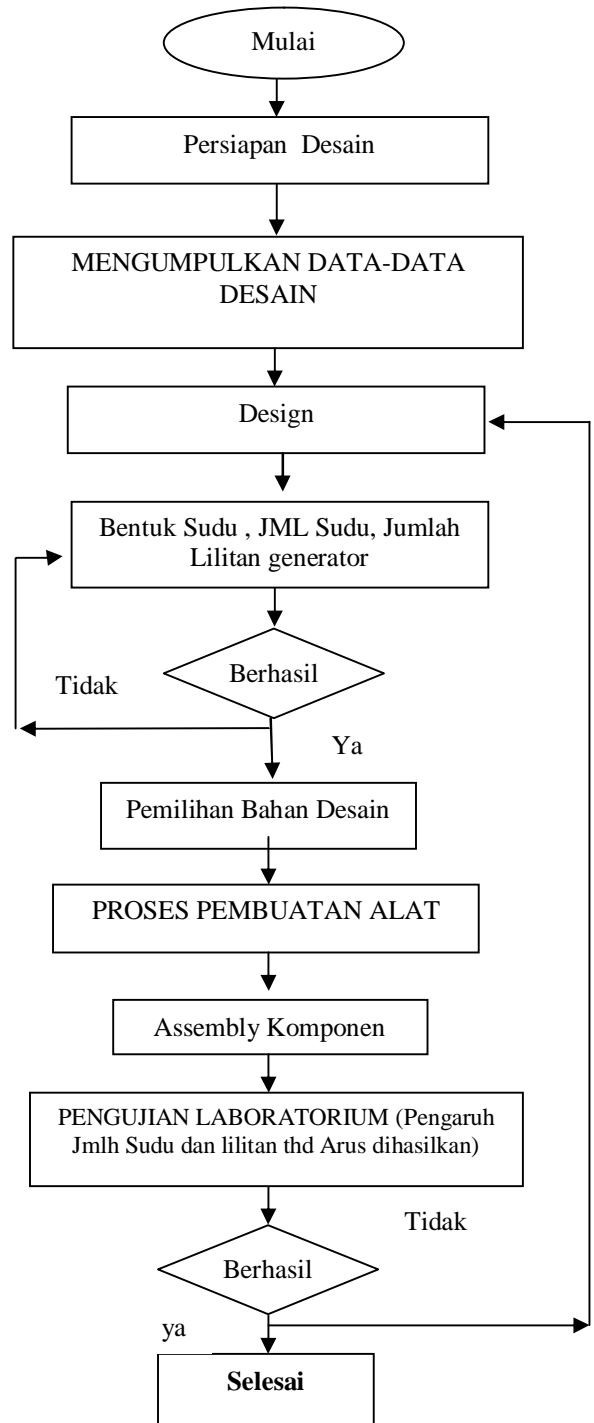 Mulai
Persiapan Desain
MENGUMPULKAN DATA-DATA
DESAIN
Design
Bentuk Sudu , JML Sudu, Jumlah
Lilitan generator
Berhasil
Tidak
Ya
Pemilihan Bahan Desain
PROSES PEMBUATAN ALAT
Assembly Komponen
PENGUJIAN LABORATORIUM (Pengaruh
Jmlh Sudu dan lilitan thd Arus dihasilkan)
Tidak
Berhasil
ya
Selesai